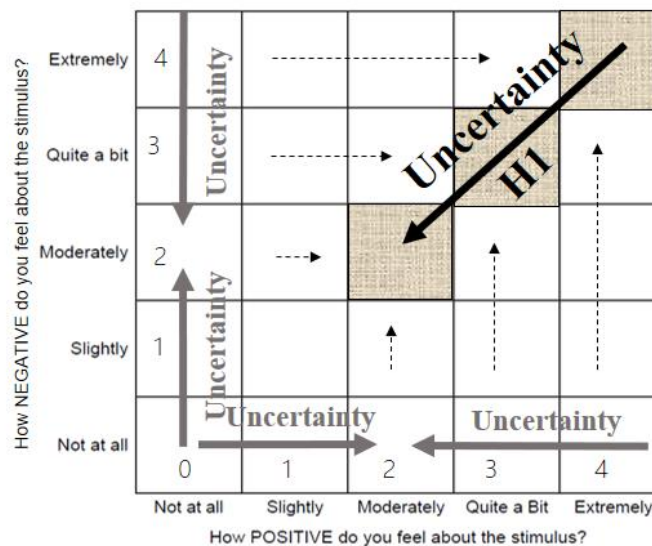 How NEGATIVE do you feel about the stimulus?
Extremely
4
Uncertainty
Uncertainty
H1
Quite a bit
3
Moderately
2
Slightly
1
Uncertainty
Not at all
Uncertainty
Uncertainty
0
1
2
3
4
Not at all
Slightly
Moderately
Quite a Bit
Extremely
How POSITIVE do you feel about the stimulus?